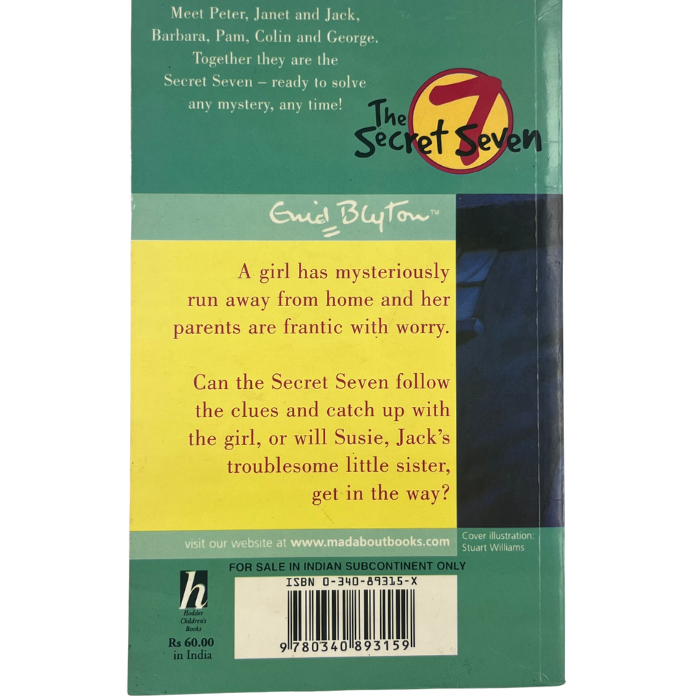 Meet Peter, Janet and Jack,
Barbara, Pam, Colin and George.
Together they are the
Secret Seven – ready to solve
any mystery, any time!
7
The
Secret Seven
Enid Blyton™
A girl has mysteriously
run away from home and her
parents are frantic with worry.
Can the Secret Seven follow
the clues and catch up with
the girl, or will Susie, Jack's
troublesome little sister,
get in the way?
visit our website at www.madaboutbooks.com
Cover illustration:
Stuart Williams
FOR SALE IN INDIAN SUBCONTINENT ONLY
ISBN 0-340-89315-X
9 780340 893159
h
Hodder
Children's
Books
Rs 60.00
in India